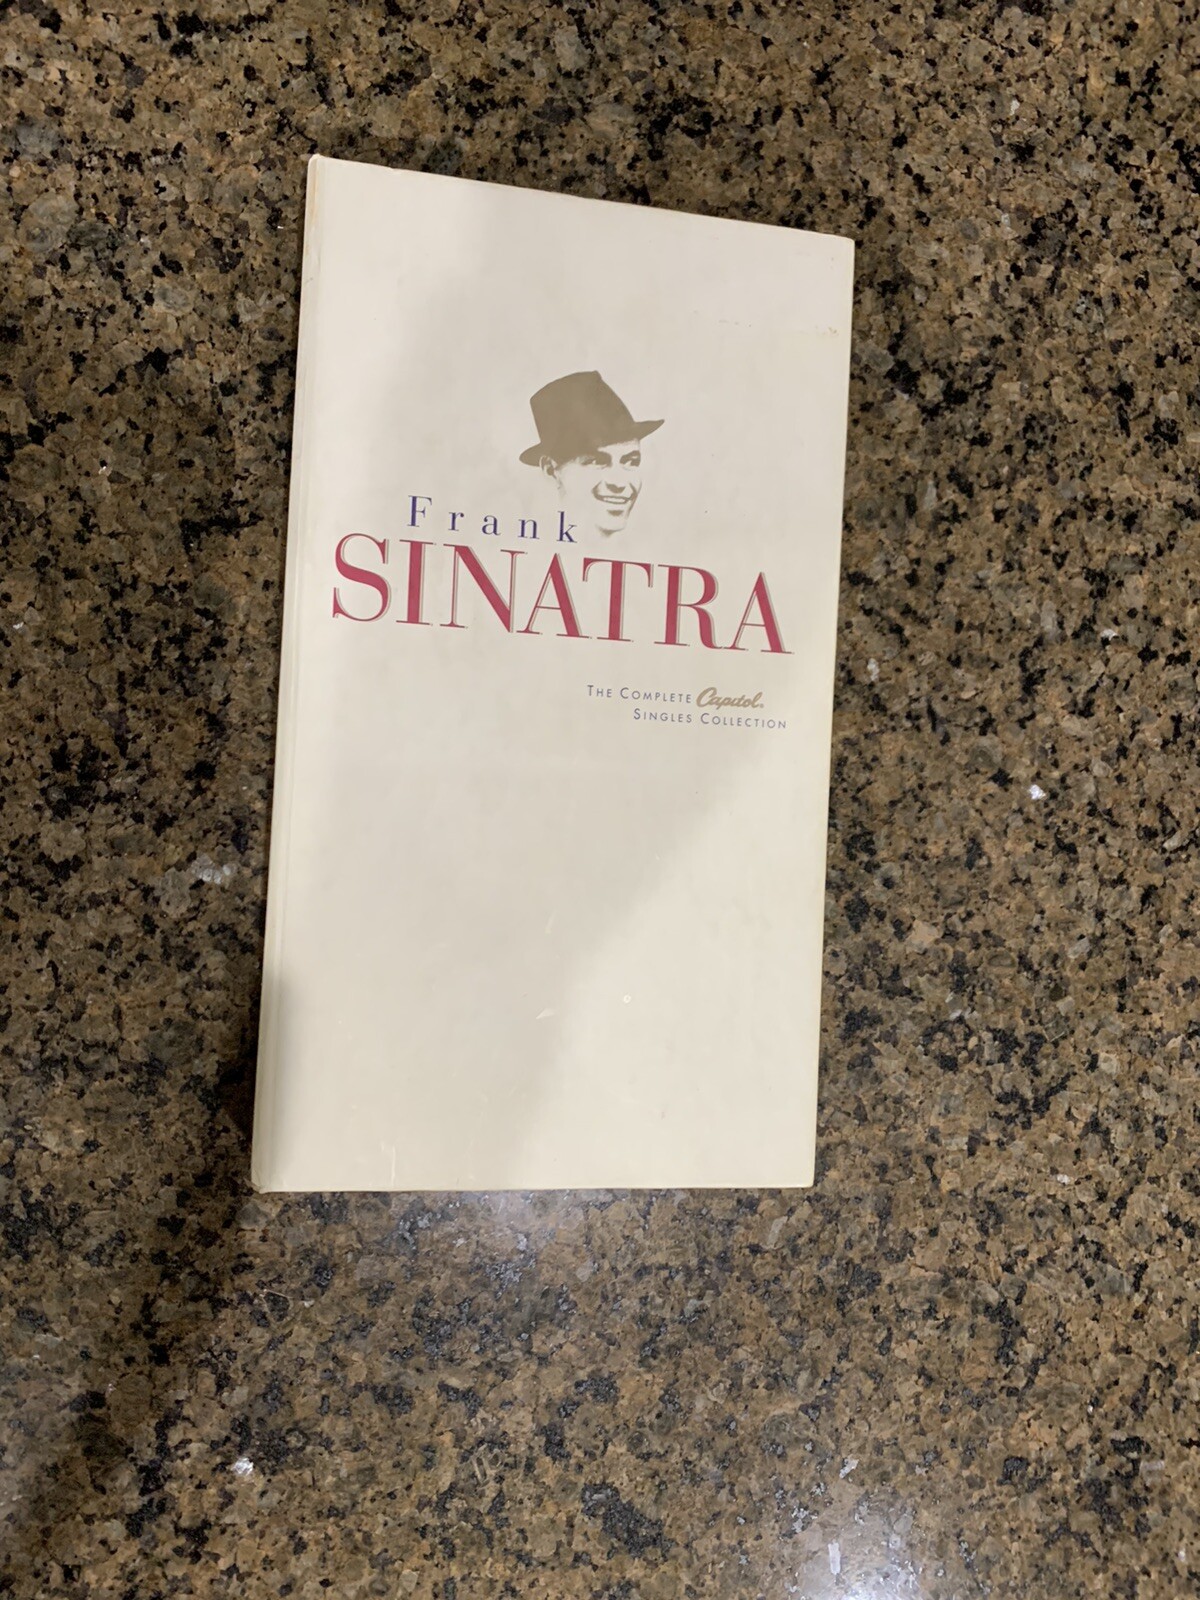 Frank
SINATRA
THE COMPLETE Capitol.
SINGLES COLLECTION